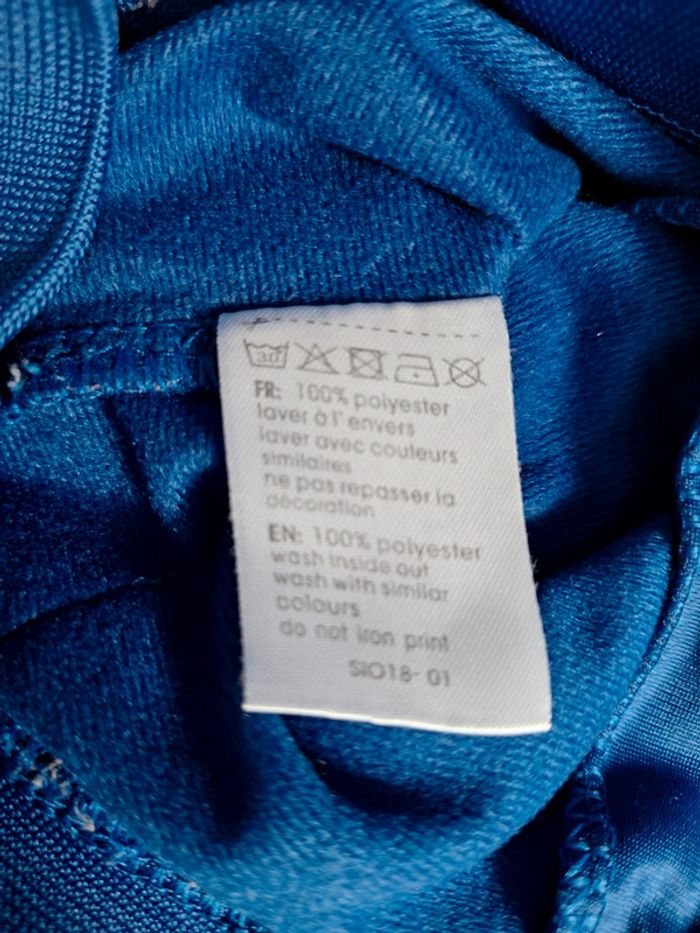 30
FR: 100% polyester
laver à l' envers
laver avec couleurs
similaires
ne pas repasser la
décoration
EN: 100% polyester
wash inside out
wash with similar
colours
do not iron print
SIO18- 01